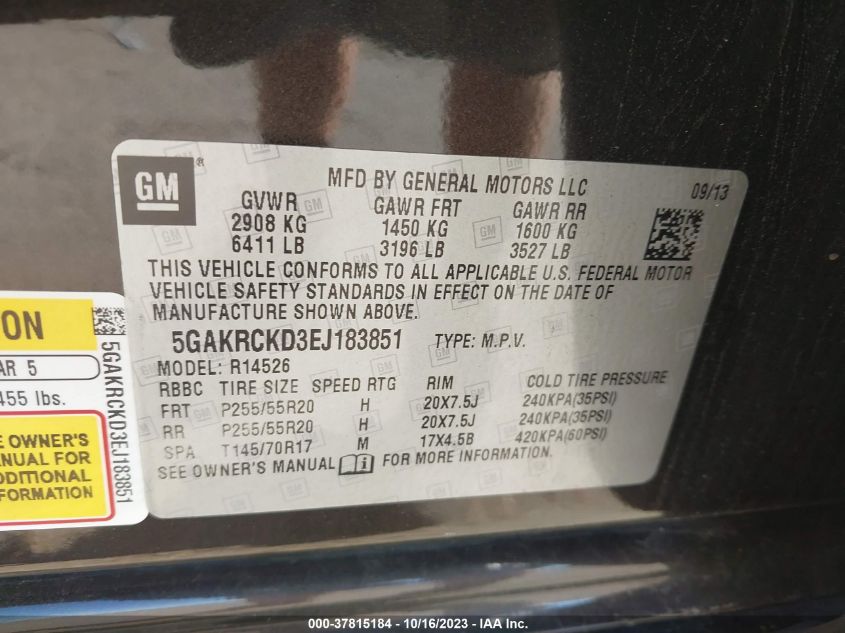 GM ®
MFD BY GENERAL MOTORS LLC
09/13
GVWR GAWR FRT GAWR RR
2908 KG 1450 KG 1600 KG
6411 LB 3196 LB 3527 LB
THIS VEHICLE CONFORMS TO ALL APPLICABLE U.S. FEDERAL MOTOR
VEHICLE SAFETY STANDARDS IN EFFECT ON THE DATE OF
MANUFACTURE SHOWN ABOVE.
5GAKRCKD3EJ183851 TYPE: M.P.V.
MODEL: R14526
RBBC TIRE SIZE SPEED RTG RIM COLD TIRE PRESSURE
FRT P255/55R20 H 20X7.5J 240KPA(35PSI)
RR P255/55R20 H 20X7.5J 240KPA(35PSI)
SPA T145/70R17 M 17X4.5B 420KPA(60PSI)
SEE OWNER'S MANUAL FOR MORE INFORMATION.
ON
AR 5
455 lbs.
E OWNER'S
NUAL FOR
DDITIONAL
FORMATION
5GAKRCKD3EJ183851
000-37815184 - 10/16/2023 - IAA Inc.